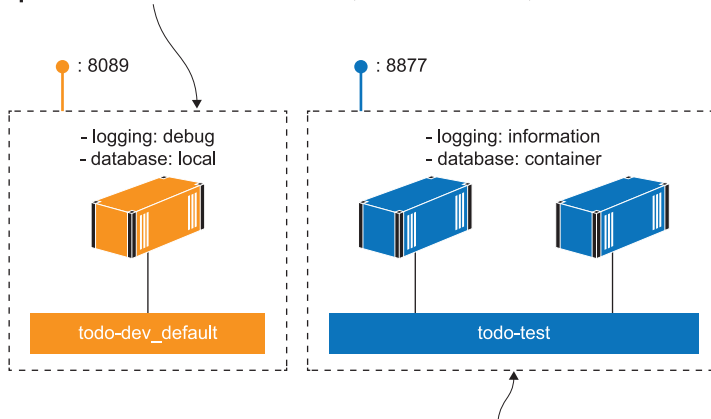 : 8089
: 8877
- logging: debug
- database: local
- logging: information
- database: container
todo-dev_default
todo-test